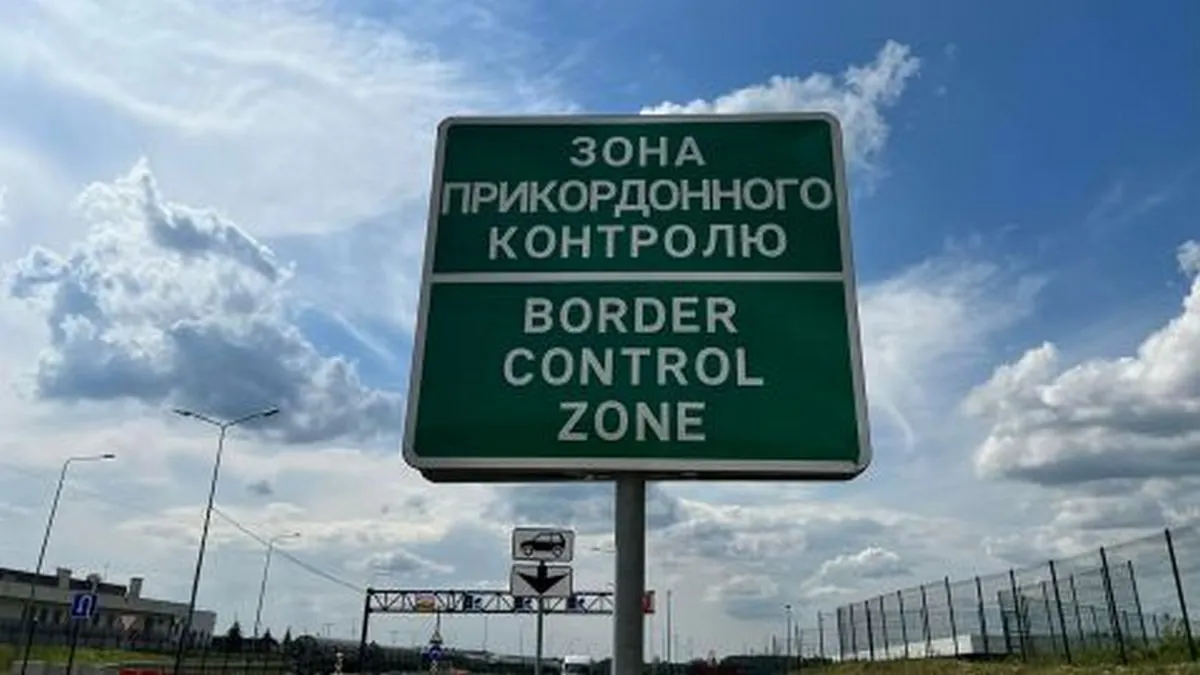 ЗОНА
ПРИКОРДОННОГО
КОНТРОЛЮ
BORDER
CONTROL
ZONE